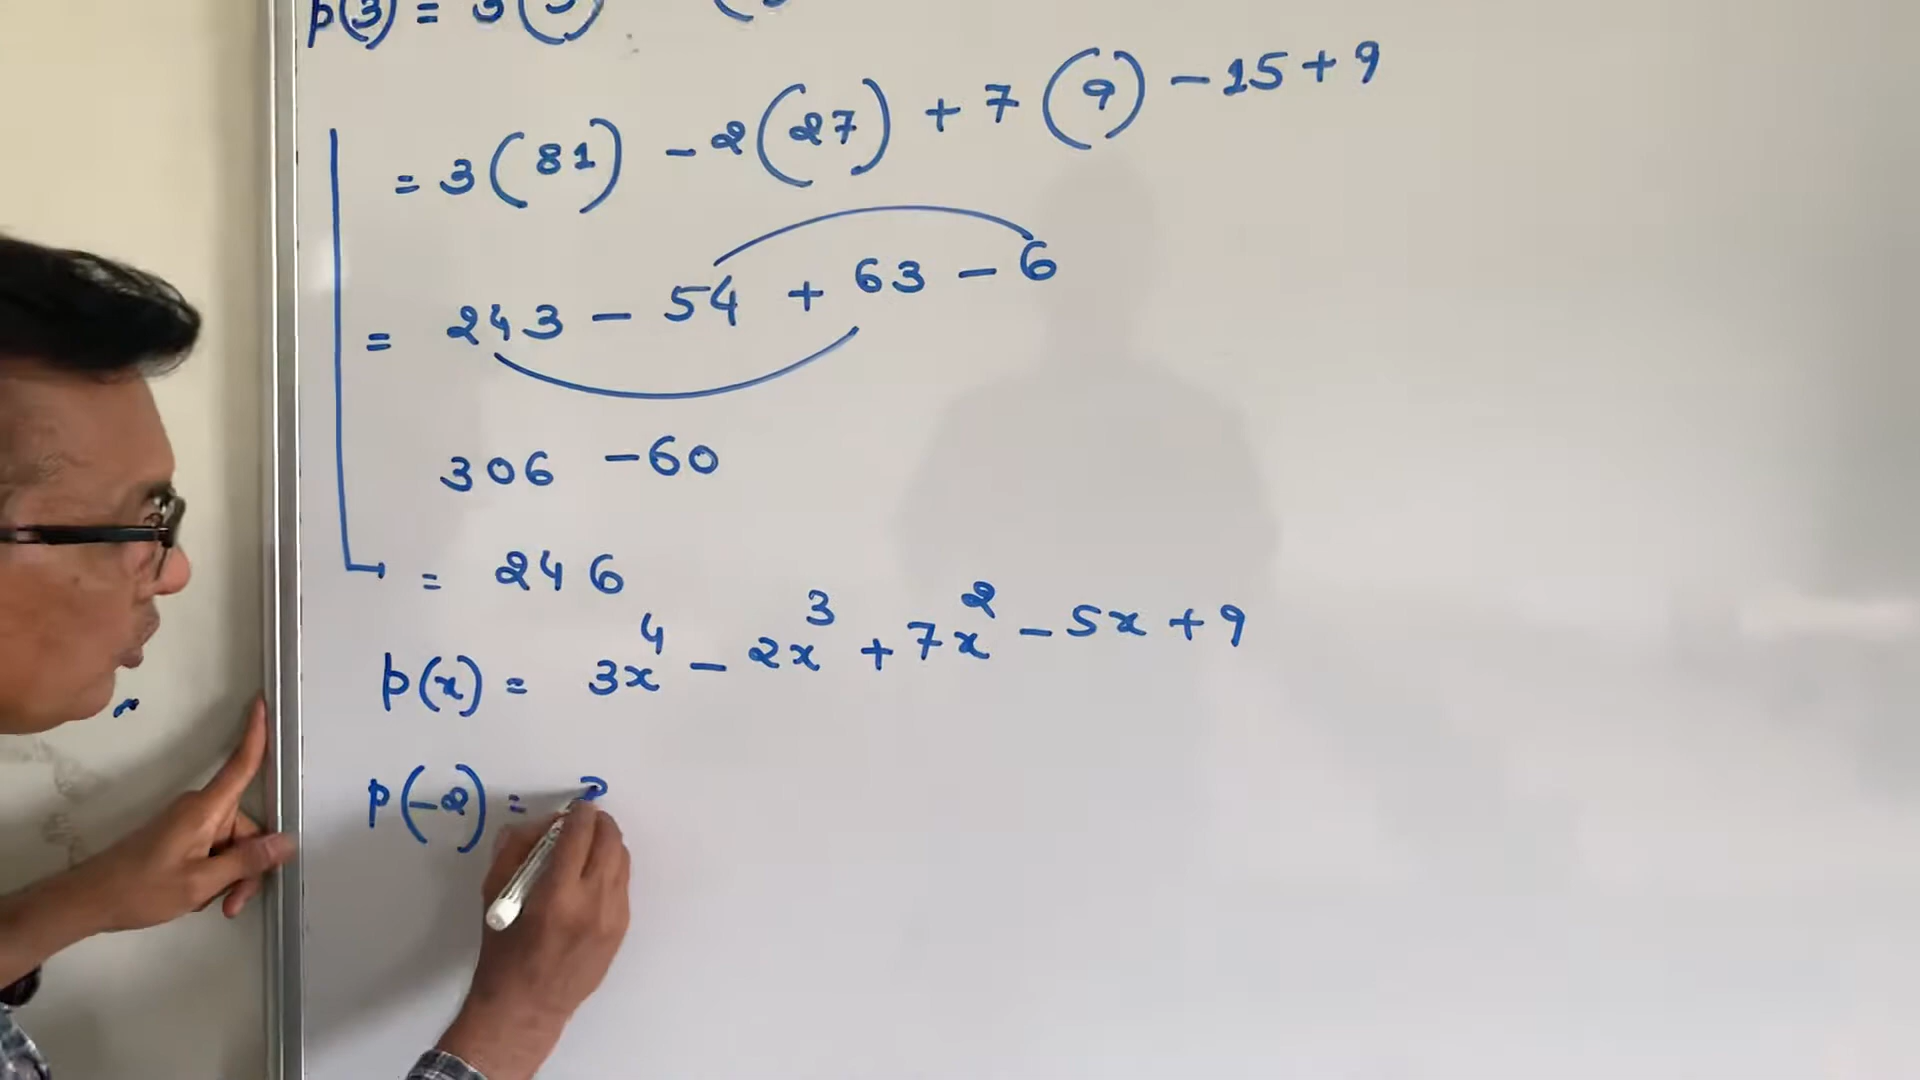 p(3) = 3(3)
= 3(81) - 2(27) + 7(9) - 15 + 9
= 243 - 54 + 63 - 6
306 - 60
= 246
p(x) = 3x⁴ - 2x³ + 7x² - 5x + 9
p(-2) =